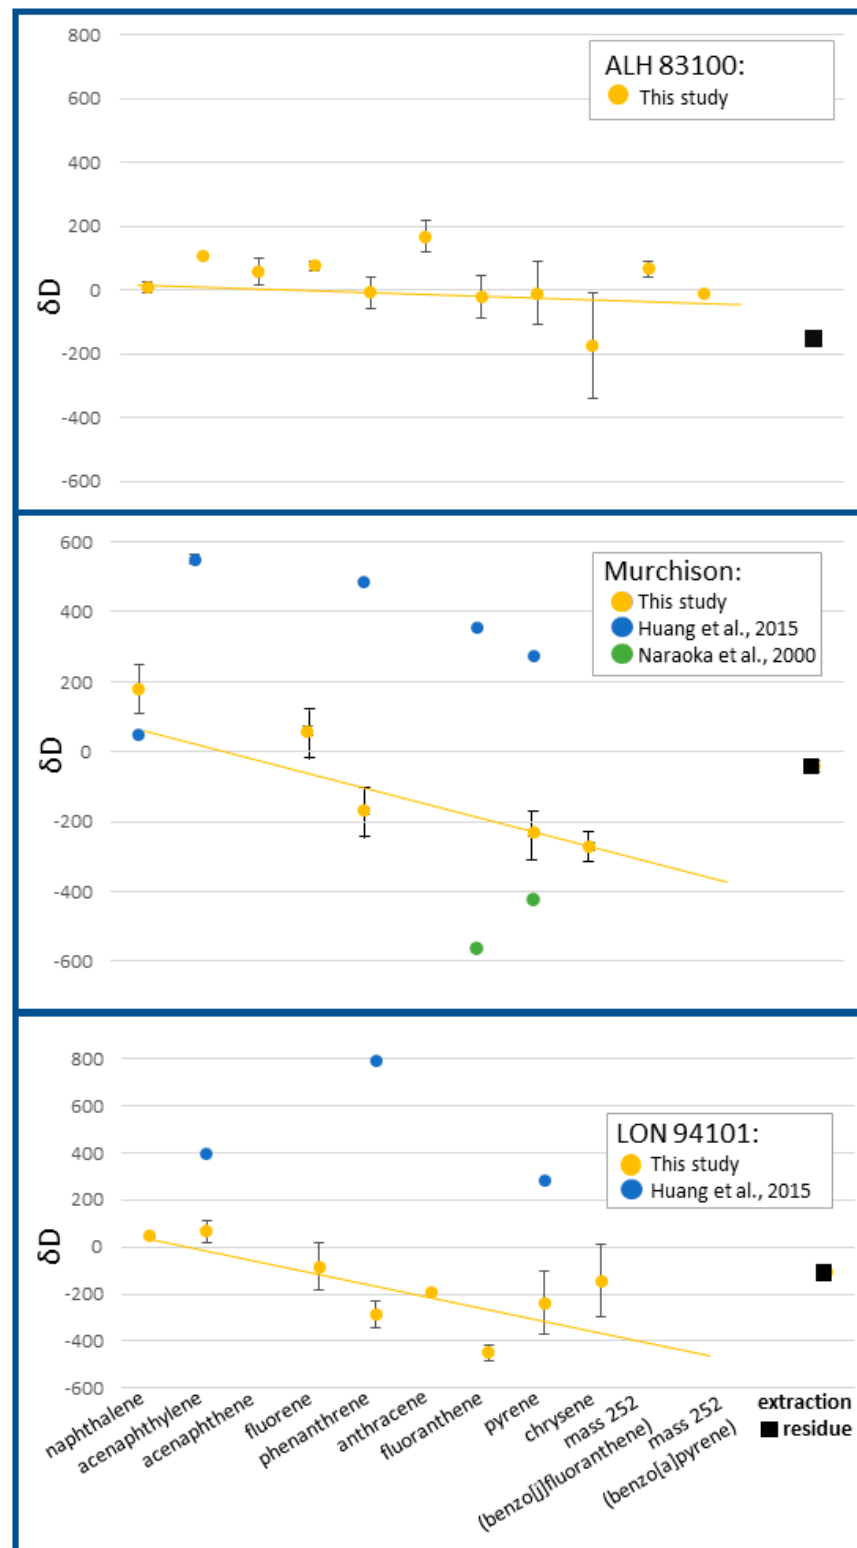 800
600
400
200
0
-200
-400
-600
δD
ALH 83100:
This study
600
400
200
0
-200
-400
-600
δD
Murchison:
This study
Huang et al., 2015
Naraoka et al., 2000
800
600
400
200
0
-200
-400
-600
δD
LON 94101:
This study
Huang et al., 2015
naphthalene
acenaphthylene
acenaphthene
fluorene
phenanthrene
anthracene
fluoranthene
pyrene
chrysene
mass 252
(benzo[j]fluoranthene)
mass 252
(benzo[a]pyrene)
extraction
residue